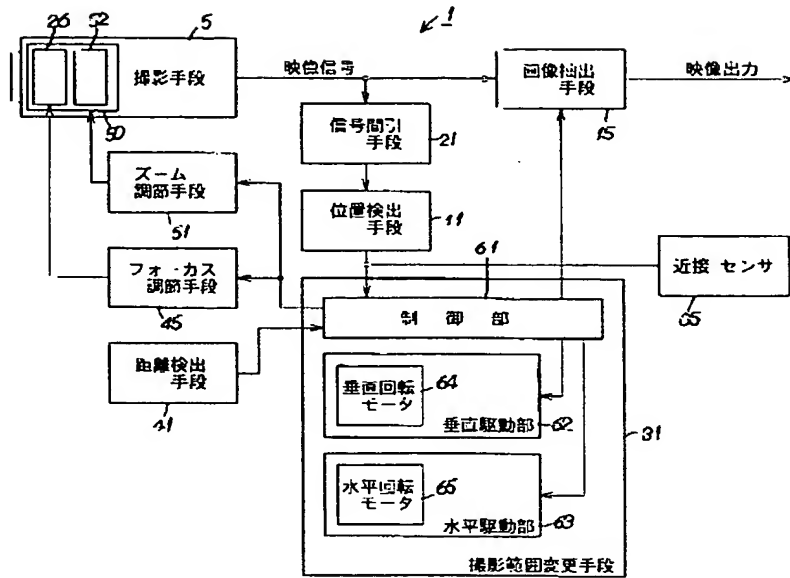 1
26
52
5
撮影手段
50
映像信号
画像抽出
手段
15
映像出力
信号間引
手段
21
ズーム
調節手段
51
位置検出
手段
11
61
近接センサ
フォーカス
調節手段
45
制御部
距離検出
手段
41
垂直回転
モータ
64
垂直駆動部
62
31
水平回転
モータ
65
水平駆動部
63
撮影範囲変更手段